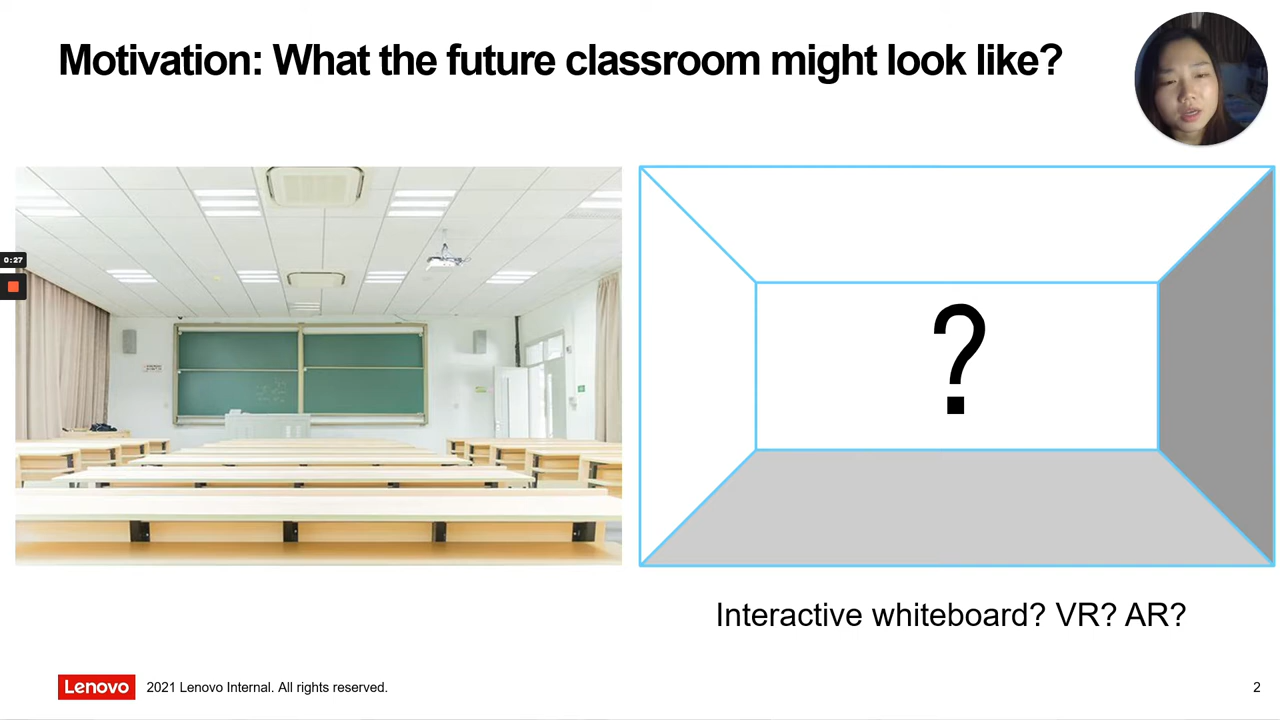 Motivation: What the future classroom might look like?
0:27
?
Interactive whiteboard? VR? AR?
Lenovo 2021 Lenovo Internal. All rights reserved.
2